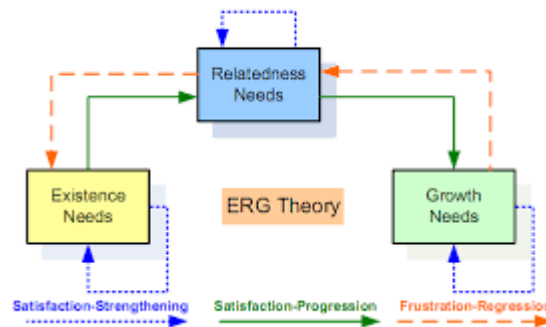 Relatedness
Needs
Existence
Needs
ERG Theory
Growth
Needs
Satisfaction-Strengthening
Satisfaction-Progression
Frustration-Regression